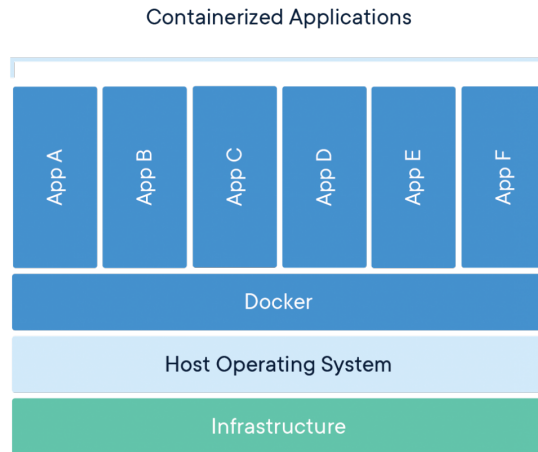 Containerized Applications
App A
App B
App C
App D
App E
App F
Docker
Host Operating System
Infrastructure